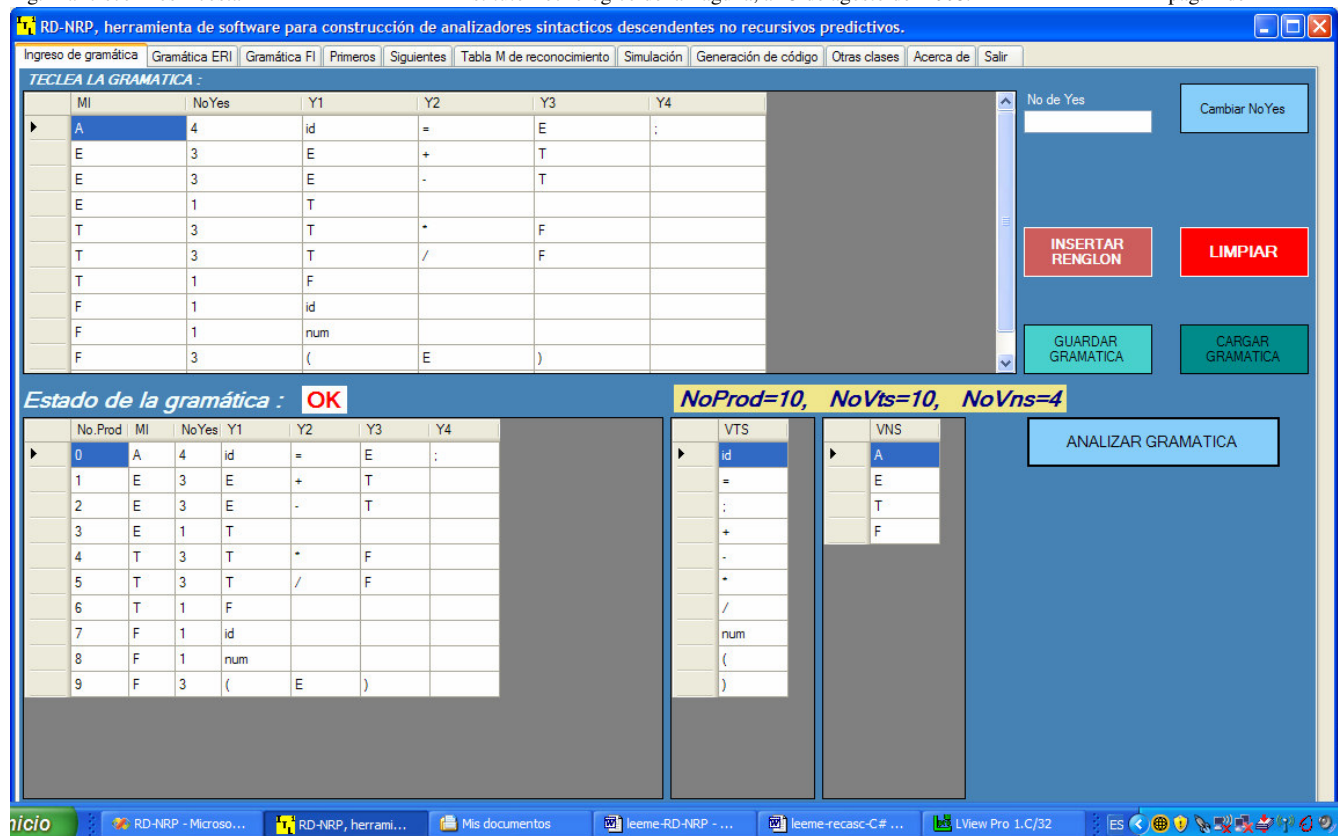 RD-NRP, herramienta de software para construcción de analizadores sintacticos descendentes no recursivos predictivos.
Ingreso de gramática Gramática ERI Gramática FI Primeros Siguientes Tabla M de reconocimiento Simulación Generación de código Otras clases Acerca de Salir
TECLEA LA GRAMATICA :
MI NoYes Y1 Y2 Y3 Y4
A 4 id = E ;
E 3 E + T
E 3 E - T
E 1 T
T 3 T * F
T 3 T / F
T 1 F
F 1 id
F 1 num
F 3 ( E )
No de Yes
Cambiar NoYes
INSERTAR RENGLON
LIMPIAR
GUARDAR GRAMATICA
CARGAR GRAMATICA
Estado de la gramática : OK
NoProd=10, NoVts=10, NoVns=4
No.Prod MI NoYes Y1 Y2 Y3 Y4
0 A 4 id = E ;
1 E 3 E + T
2 E 3 E - T
3 E 1 T
4 T 3 T * F
5 T 3 T / F
6 T 1 F
7 F 1 id
8 F 1 num
9 F 3 ( E )
VTS
id
=
;
+
-
*
/
num
(
)
VNS
A
E
T
F
ANALIZAR GRAMATICA
nicio RD-NRP - Microso... RD-NRP, herrami... Mis documentos leeme-RD-NRP - ... leeme-recasc-C# ... LView Pro 1.C/32 ES